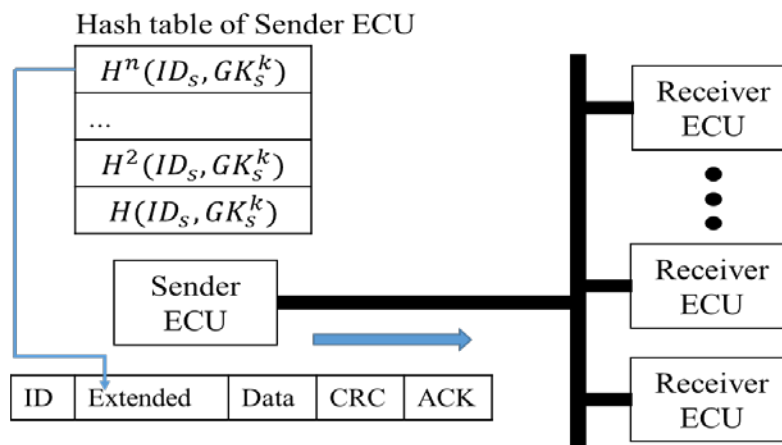 Hash table of Sender ECU
$H^n(ID_s, GK_s^k)$
...
$H^2(ID_s, GK_s^k)$
$H(ID_s, GK_s^k)$
Sender
ECU
ID Extended Data CRC ACK
Receiver
ECU
Receiver
ECU
Receiver
ECU